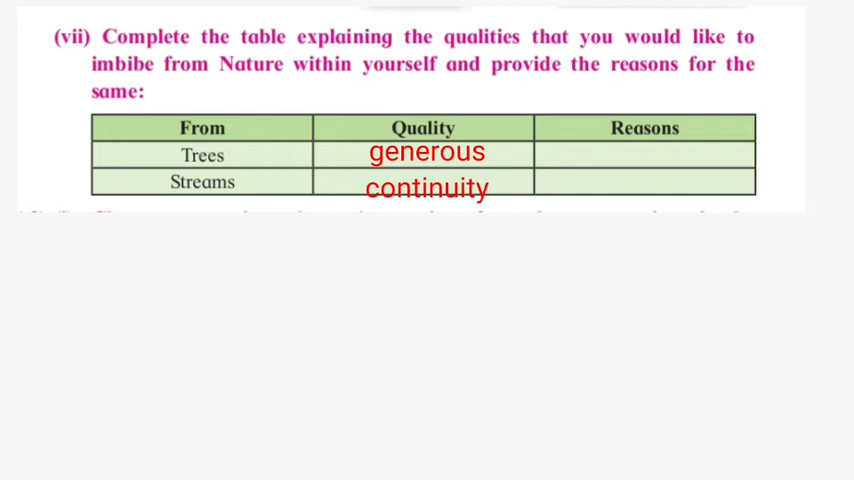 (vii) Complete the table explaining the qualities that you would like to
imbibe from Nature within yourself and provide the reasons for the
same:
From Quality Reasons
Trees generous
Streams continuity